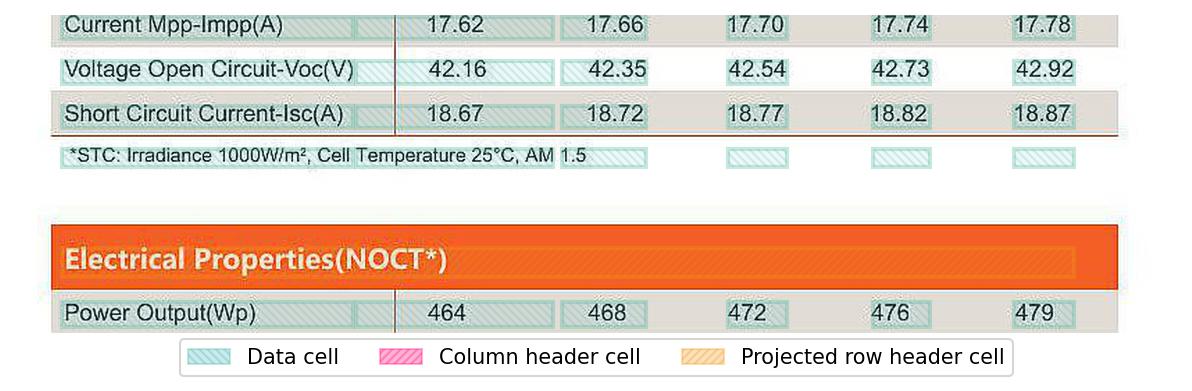 Current Mpp-Impp(A) 17.62 17.66 17.70 17.74 17.78
Voltage Open Circuit-Voc(V) 42.16 42.35 42.54 42.73 42.92
Short Circuit Current-Isc(A) 18.67 18.72 18.77 18.82 18.87
*STC: Irradiance 1000W/m², Cell Temperature 25°C, AM 1.5
Electrical Properties(NOCT*)
Power Output(Wp) 464 468 472 476 479
Data cell Column header cell Projected row header cell